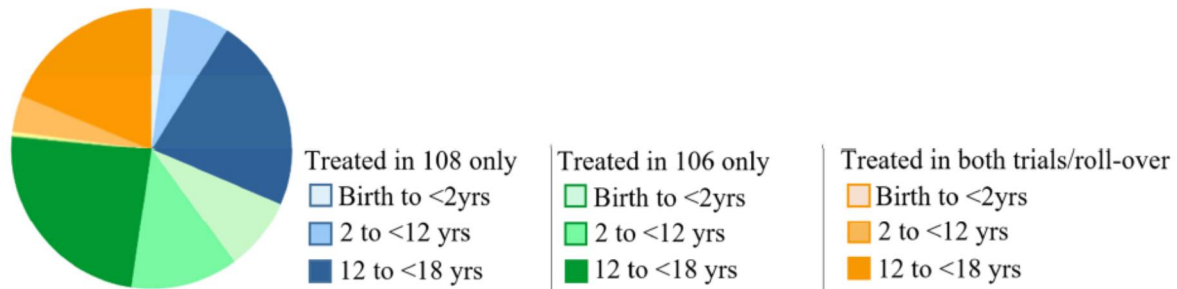 Treated in 108 only
Birth to <2yrs
2 to <12 yrs
12 to <18 yrs
Treated in 106 only
Birth to <2yrs
2 to <12 yrs
12 to <18 yrs
Treated in both trials/roll-over
Birth to <2yrs
2 to <12 yrs
12 to <18 yrs